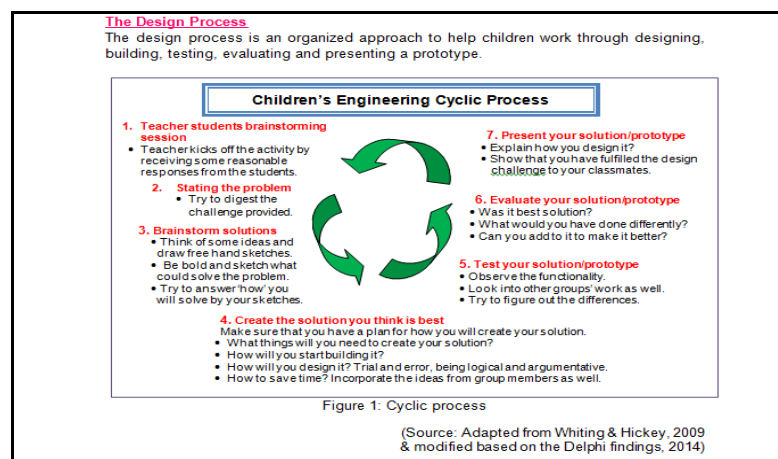 The Design Process
The design process is an organized approach to help children work through designing,
building, testing, evaluating and presenting a prototype.
Children's Engineering Cyclic Process
1. Teacher students brainstorming
session
• Teacher kicks off the activity by
receiving some reasonable
responses from the students.
2. Stating the problem
• Try to digest the
challenge provided.
3. Brainstorm solutions
• Think of some ideas and
draw free hand sketches.
• Be bold and sketch what
could solve the problem.
• Try to answer 'how' you
will solve by your sketches.
4. Create the solution you think is best
Make sure that you have a plan for how you will create your solution.
• What things will you need to create your solution?
• How will you start building it?
• How will you design it? Trial and error, being logical and argumentative.
• How to save time? Incorporate the ideas from group members as well.
5. Test your solution/prototype
• Observe the functionality.
• Look into other groups' work as well.
• Try to figure out the differences.
6. Evaluate your solution/prototype
• Was it best solution?
• What would you have done differently?
• Can you add to it to make it better?
7. Present your solution/prototype
• Explain how you design it?
• Show that you have fulfilled the design
challenge to your classmates.
Figure 1: Cyclic process
(Source: Adapted from Whiting & Hickey, 2009
& modified based on the Delphi findings, 2014)